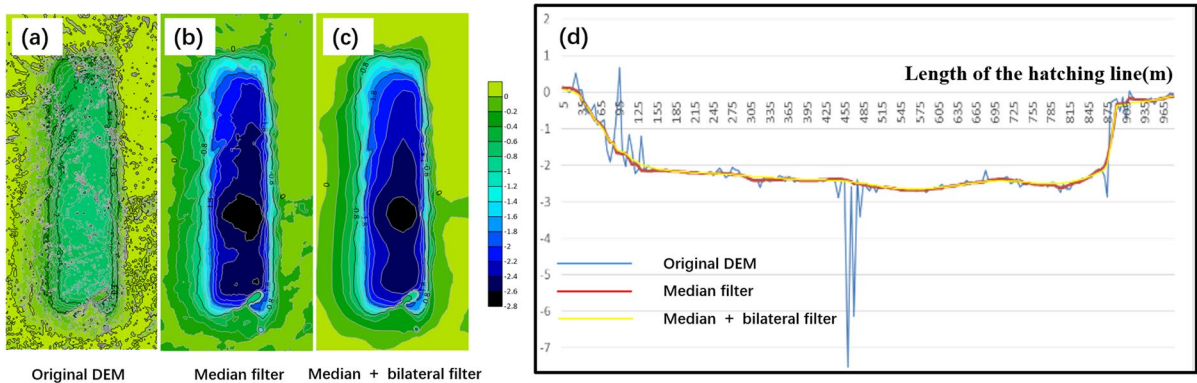 (a)
(b)
(c)
0
-0.2
-0.4
-0.6
-0.8
-1
-1.2
-1.4
-1.6
-1.8
-2
-2.2
-2.4
-2.6
-2.8
Original DEM
Median filter
Median + bilateral filter
(d)
Length of the hatching line(m)
2
1
0
-1
-2
-3
-4
-5
-6
-7
5 35 65 95 125 155 185 215 245 275 305 335 365 395 425 455 485 515 545 575 605 635 665 695 725 755 785 815 845 875 905 935 965
Original DEM
Median filter
Median + bilateral filter